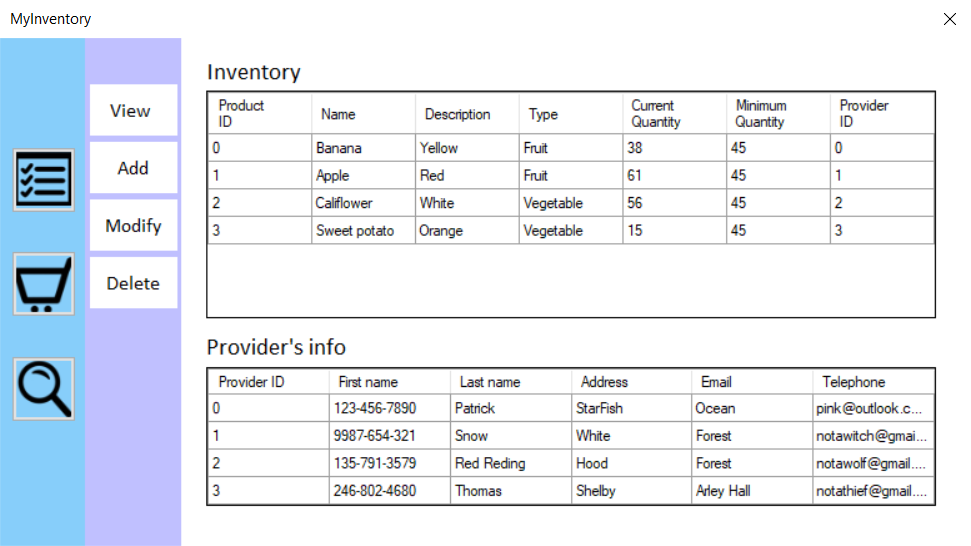 MyInventory
View
Add
Modify
Delete
Inventory
Product ID Name Description Type Current Quantity Minimum Quantity Provider ID
0 Banana Yellow Fruit 38 45 0
1 Apple Red Fruit 61 45 1
2 Califlower White Vegetable 56 45 2
3 Sweet potato Orange Vegetable 15 45 3
Provider's info
Provider ID First name Last name Address Email Telephone
0 123-456-7890 Patrick StarFish Ocean pink@outlook.c...
1 9987-654-321 Snow White Forest notawitch@gmai...
2 135-791-3579 Red Reding Hood Forest notawolf@gmail....
3 246-802-4680 Thomas Shelby Arley Hall notathief@gmail....